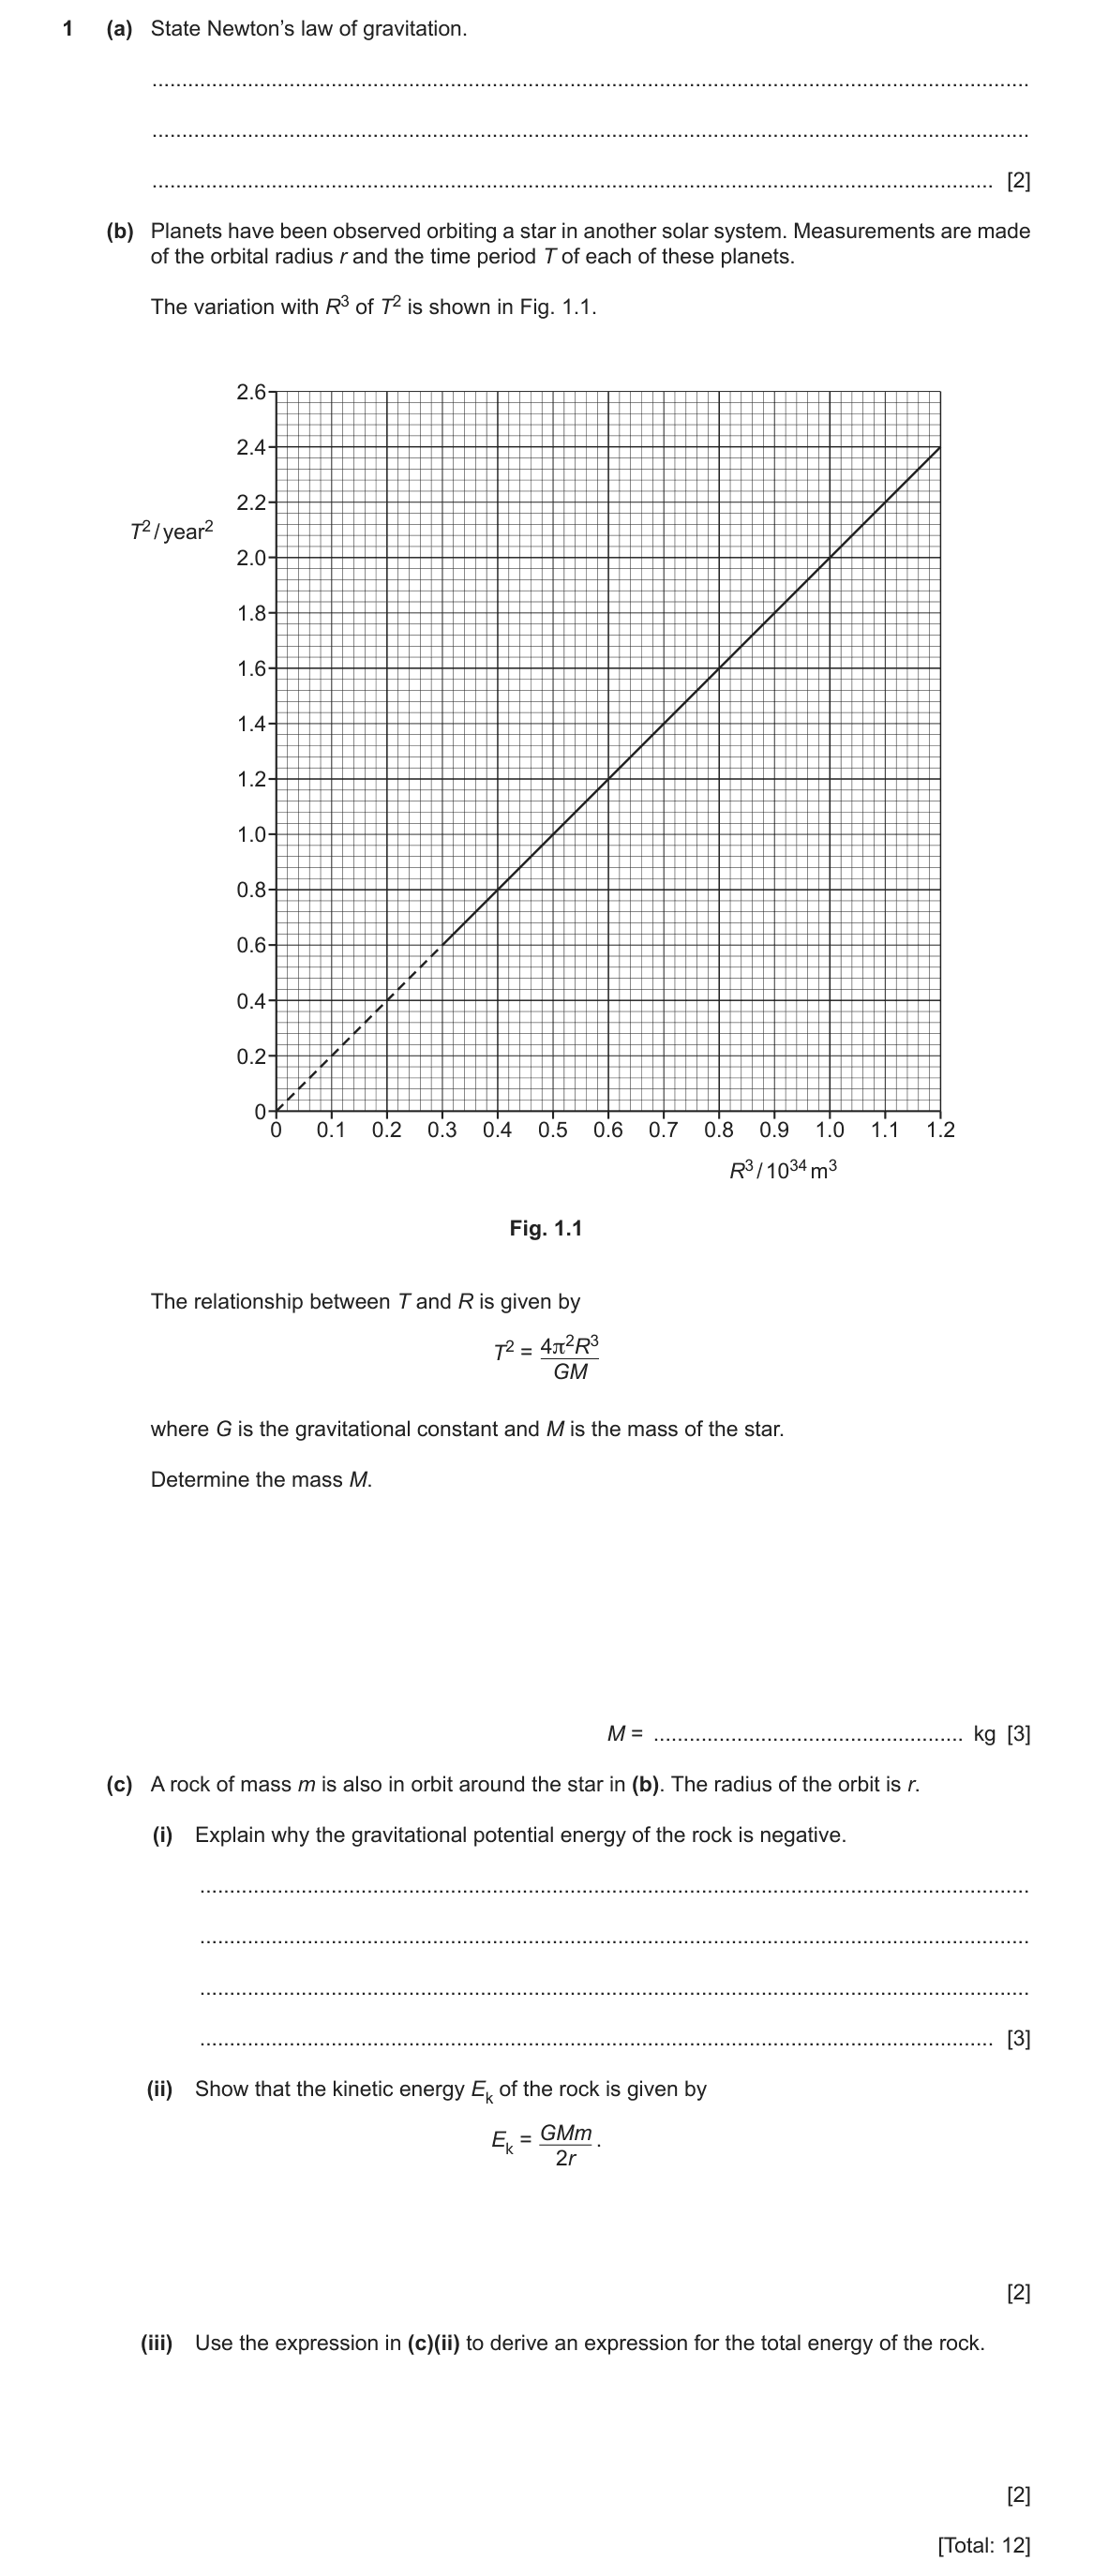 1 (a) State Newton’s law of gravitation.
..........................................................................................................................................
..........................................................................................................................................
..................................................................................................................................... [2]
(b) Planets have been observed orbiting a star in another solar system. Measurements are made
of the orbital radius r and the time period T of each of these planets.
The variation with R³ of T² is shown in Fig. 1.1.
2.6
2.4
2.2
T² / year²
2.0
1.8
1.6
1.4
1.2
1.0
0.8
0.6
0.4
0.2
0
0 0.1 0.2 0.3 0.4 0.5 0.6 0.7 0.8 0.9 1.0 1.1 1.2
R³ / 10³⁴ m³
Fig. 1.1
The relationship between T and R is given by
T² = 4π²R³ / GM
where G is the gravitational constant and M is the mass of the star.
Determine the mass M.
M = .................................................... kg [3]
(c) A rock of mass m is also in orbit around the star in (b). The radius of the orbit is r.
(i) Explain why the gravitational potential energy of the rock is negative.
..................................................................................................................................
..................................................................................................................................
..................................................................................................................................
............................................................................................................................. [3]
(ii) Show that the kinetic energy Eₖ of the rock is given by
Eₖ = GMm / 2r .
[2]
(iii) Use the expression in (c)(ii) to derive an expression for the total energy of the rock.
[2]
[Total: 12]